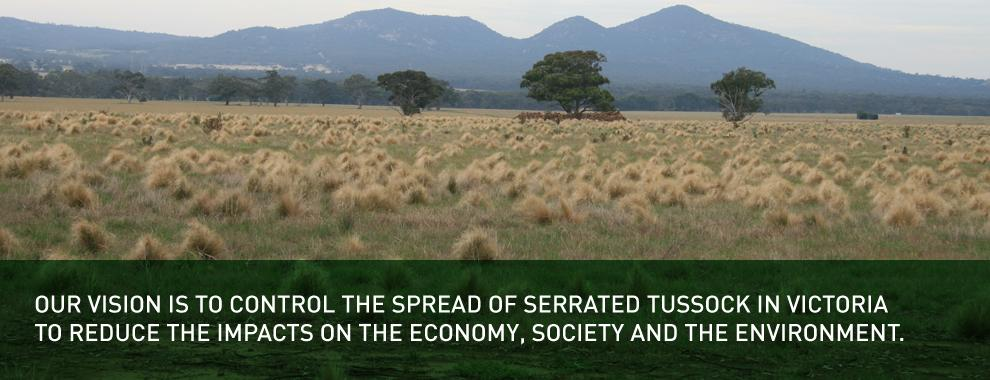 OUR VISION IS TO CONTROL THE SPREAD OF SERRATED TUSSOCK IN VICTORIA
TO REDUCE THE IMPACTS ON THE ECONOMY, SOCIETY AND THE ENVIRONMENT.